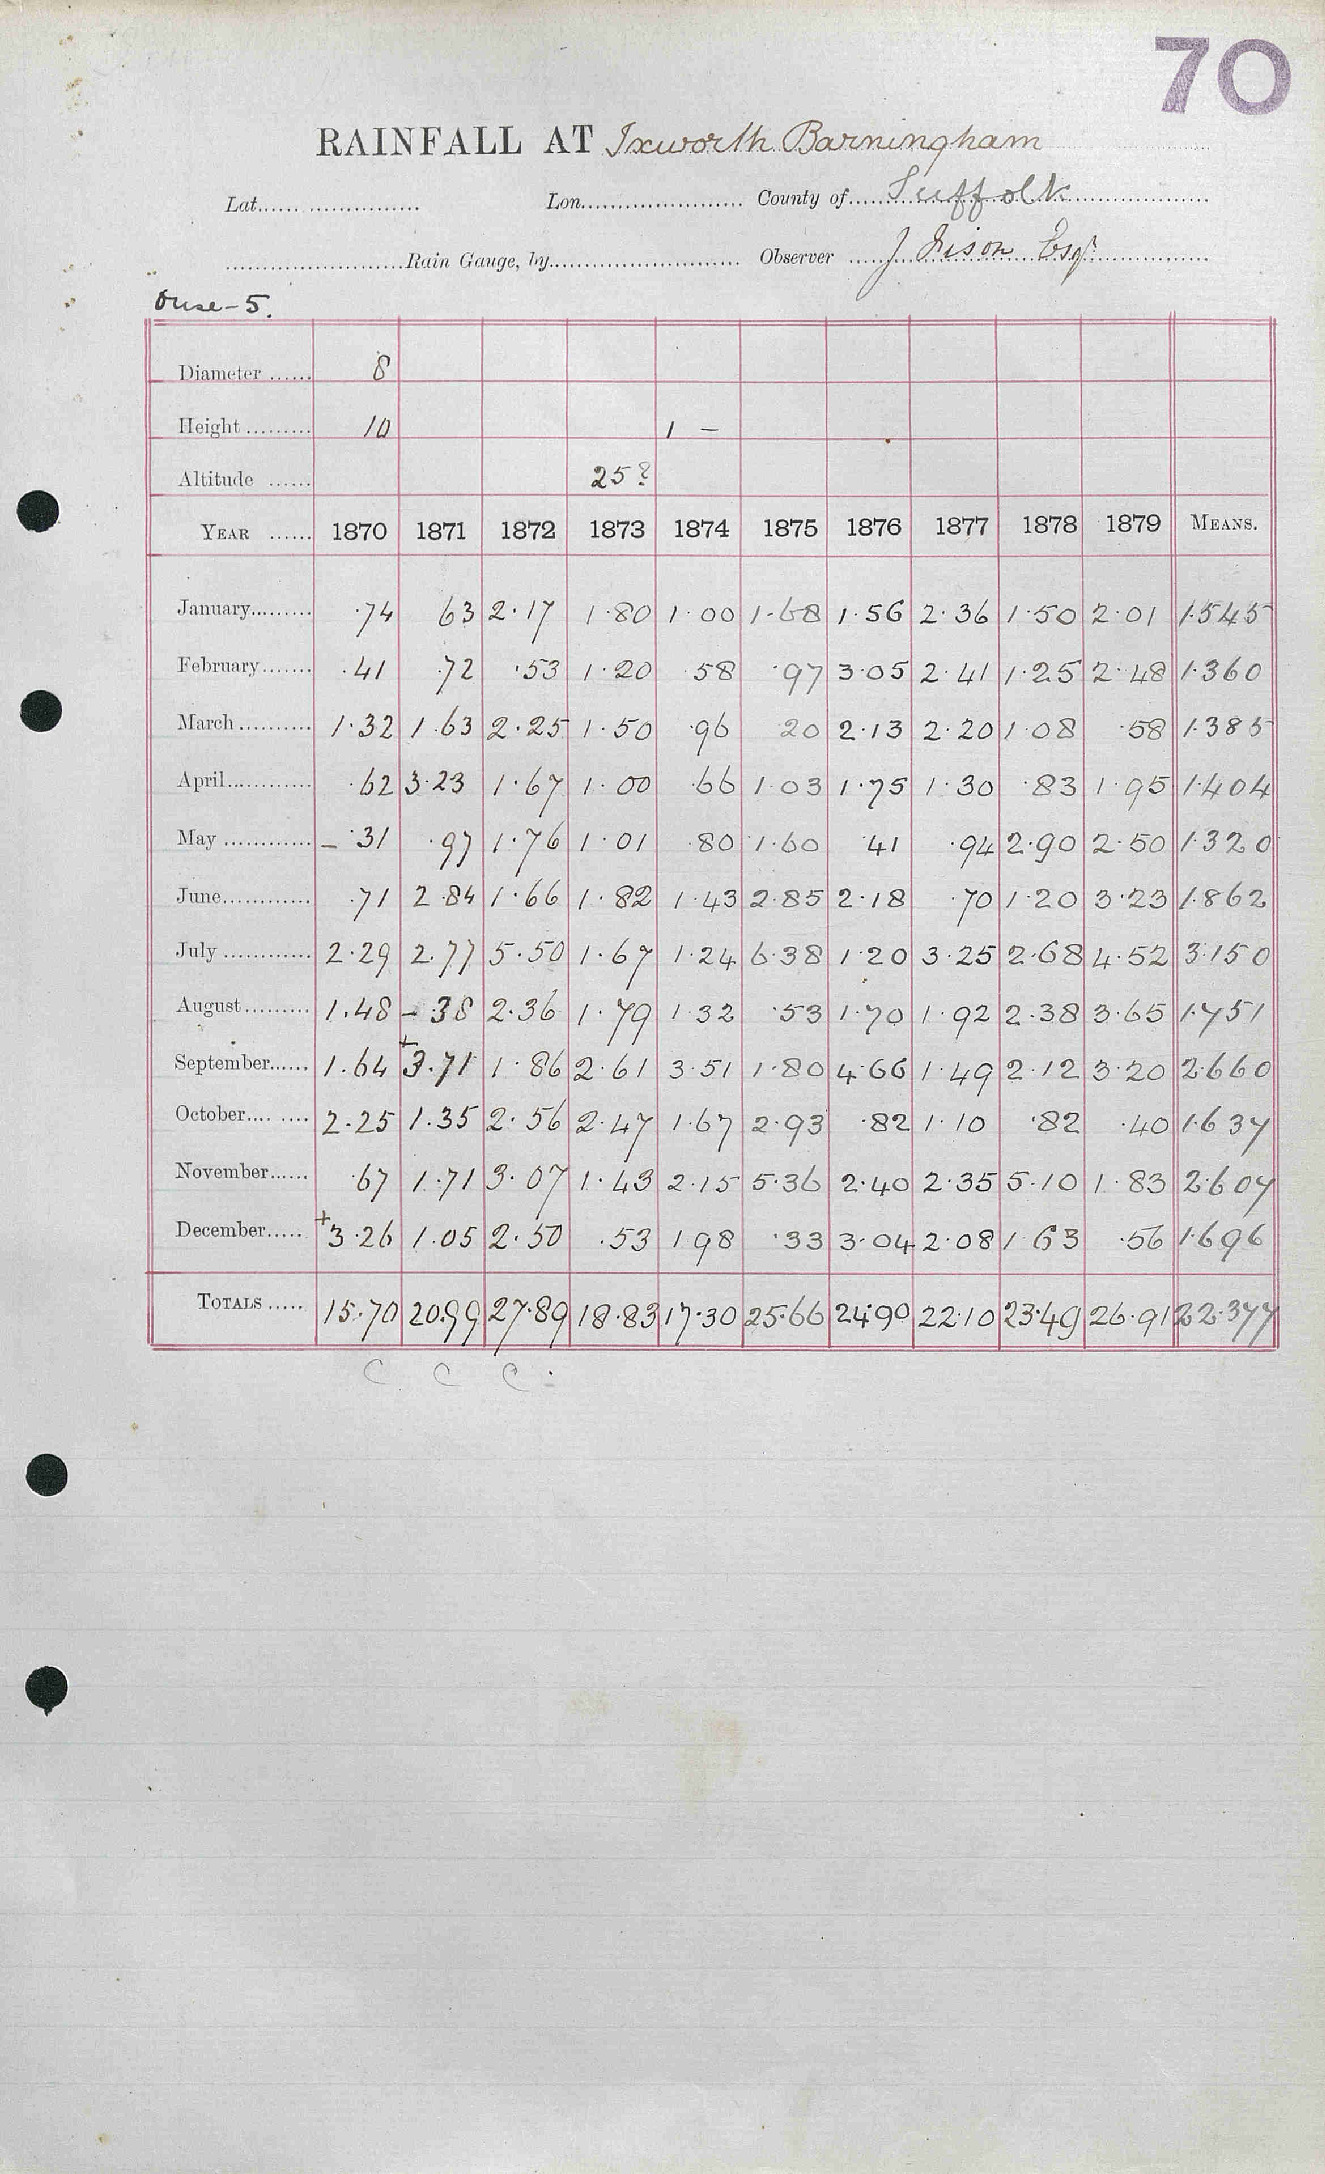 70
RAINFALL AT Ixworth Barningham
Lat. Lon. County of Suffolk
Rain Gauge, by Observer J Fison Esqr
Ouse-5.
Diameter 8
Height 10 1 -
Altitude 25?
YEAR 1870 1871 1872 1873 1874 1875 1876 1877 1878 1879 MEANS.
January ·74 63 2·17 1·80 1·00 1·68 1·56 2·36 1·50 2·01 1·545
February ·41 ·72 ·53 1·20 ·58 ·97 3·05 2·41 1·25 2·48 1·360
March 1·32 1·63 2·25 1·50 ·96 20 2·13 2·20 1·08 ·58 1·385
April ·62 3·23 1·67 1·00 ·66 1·03 1·75 1·30 ·83 1·95 1·404
May - ·31 ·97 1·76 1·01 ·80 1·60 ·41 ·94 2·90 2·50 1·320
June ·71 2·84 1·66 1·82 1·43 2·85 2·18 ·70 1·20 3·23 1·862
July 2·29 2·77 5·50 1·67 1·24 6·38 1·20 3·25 2·68 4·52 3·150
August 1·48 - ·38 2·36 1·79 1·32 ·53 1·70 1·92 2·38 3·65 1·751
September 1·64 +3·71 1·86 2·61 3·51 1·80 4·66 1·49 2·12 3·20 2·660
October 2·25 1·35 2·56 2·47 1·67 2·93 ·82 1·10 ·82 ·40 1·637
November ·67 1·71 3·07 1·43 2·15 5·36 2·40 2·35 5·10 1·83 2·607
December +3·26 1·05 2·50 ·53 1 98 ·33 3·04 2·08 1·63 ·56 1·696
TOTALS 15·70 20·99 27·89 18·83 17·30 25·66 24·90 22·10 23·49 26·91 22·377
C C C